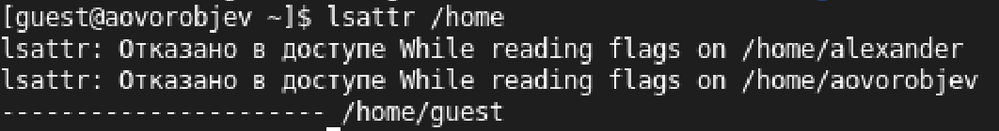 [guest@aovorobjev ~]$ lsattr /home
lsattr: Отказано в доступе While reading flags on /home/alexander
lsattr: Отказано в доступе While reading flags on /home/aovorobjev
---------------------- /home/guest